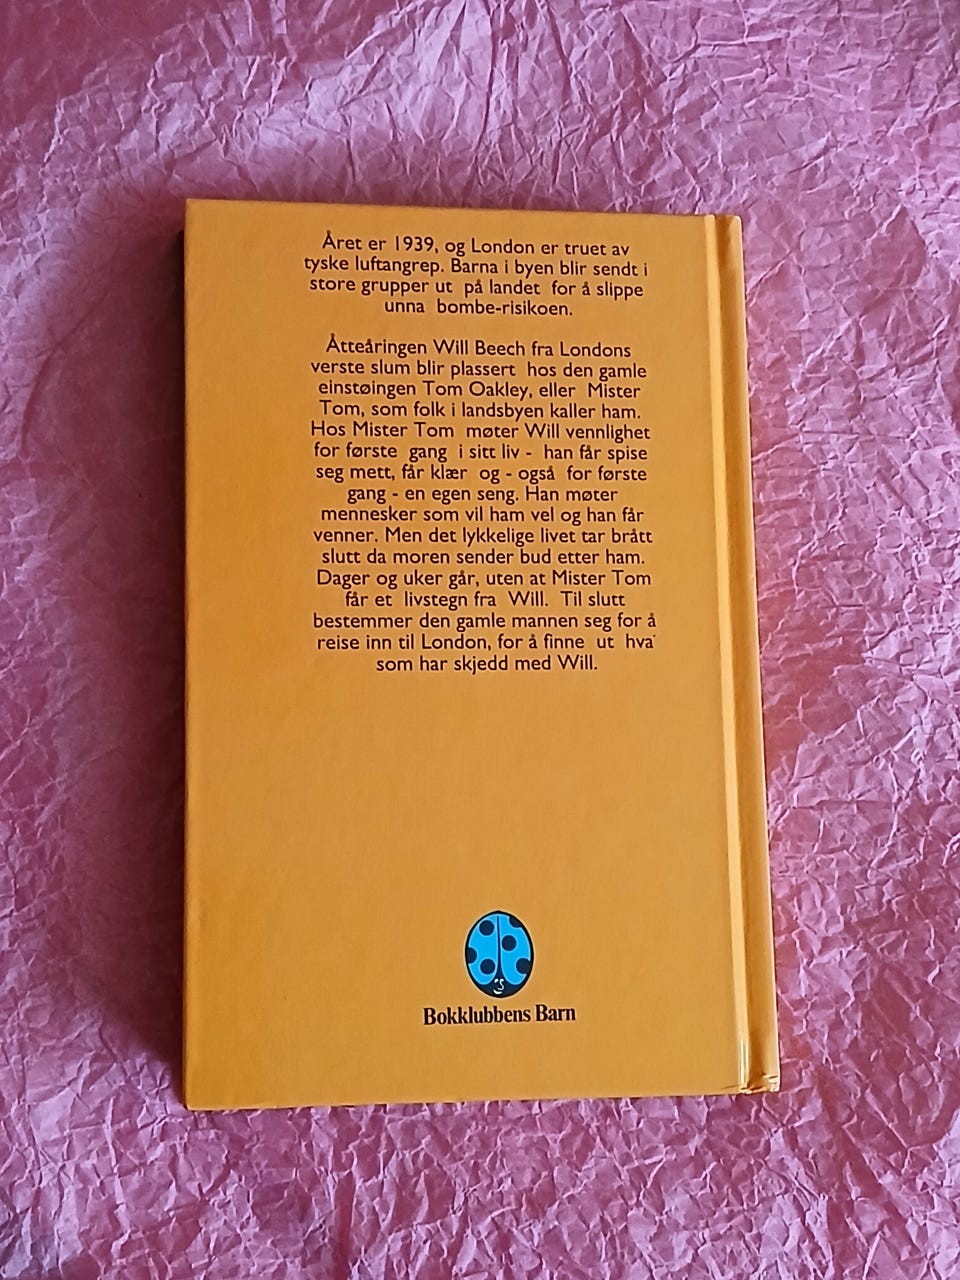 Året er 1939, og London er truet av
tyske luftangrep. Barna i byen blir sendt i
store grupper ut på landet for å slippe
unna bombe-risikoen.
Åtteåringen Will Beech fra Londons
verste slum blir plassert hos den gamle
einstøingen Tom Oakley, eller Mister
Tom, som folk i landsbyen kaller ham.
Hos Mister Tom møter Will vennlighet
for første gang i sitt liv - han får spise
seg mett, får klær og - også for første
gang - en egen seng. Han møter
mennesker som vil ham vel og han får
venner. Men det lykkelige livet tar brått
slutt da moren sender bud etter ham.
Dager og uker går, uten at Mister Tom
får et livstegn fra Will. Til slutt
bestemmer den gamle mannen seg for å
reise inn til London, for å finne ut hva
som har skjedd med Will.
Bokklubbens Barn